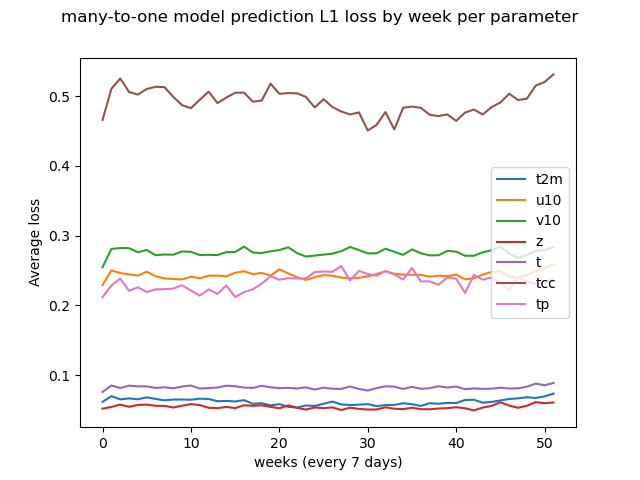 many-to-one model prediction L1 loss by week per parameter
Average loss
0.5
0.4
0.3
0.2
0.1
t2m
u10
v10
z
t
tcc
tp
0 10 20 30 40 50
weeks (every 7 days)